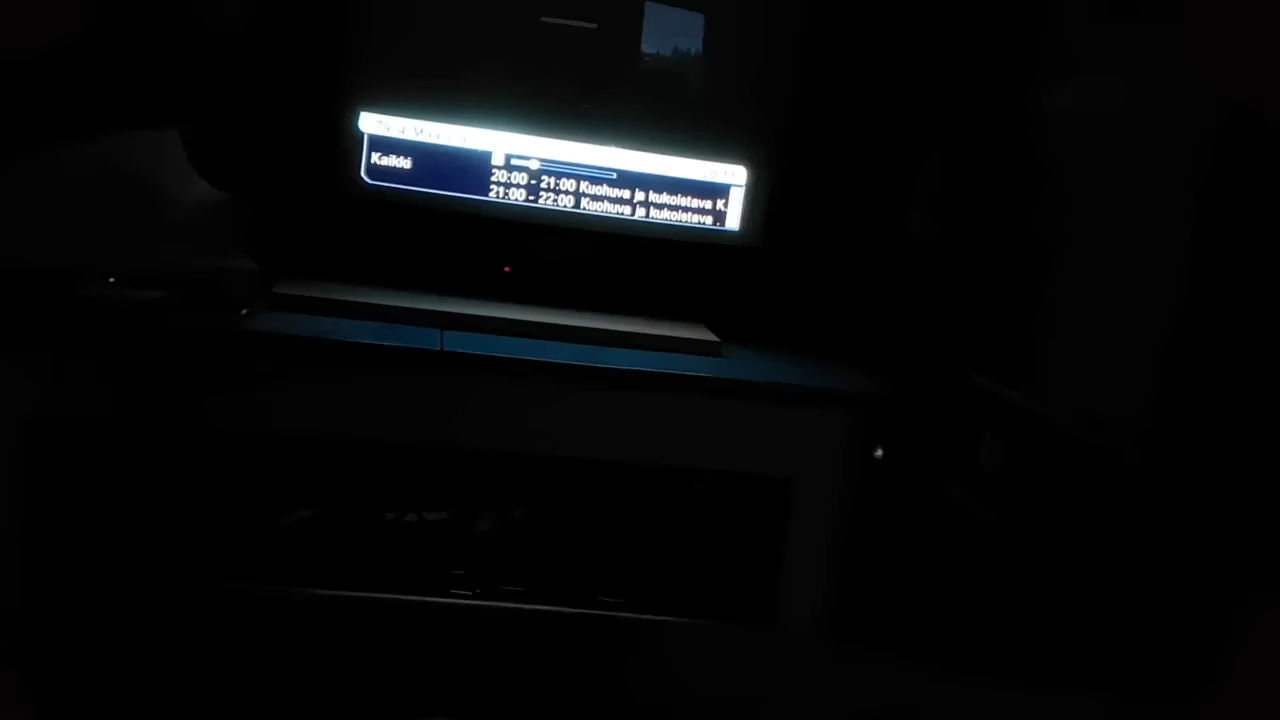 Kaikki
20:00 - 21:00 Kuohuva ja kukoistava K.
21:00 - 22:00 Kuohuva ja kukoistava .